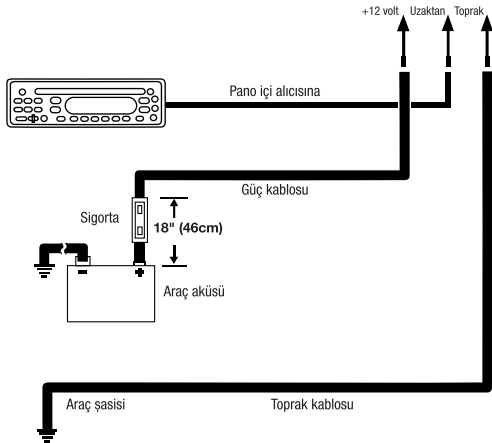 +12 volt Uzaktan Toprak
Pano içi alıcısına
Güç kablosu
Sigorta
18" (46cm)
Araç aküsü
Araç şasisi
Toprak kablosu